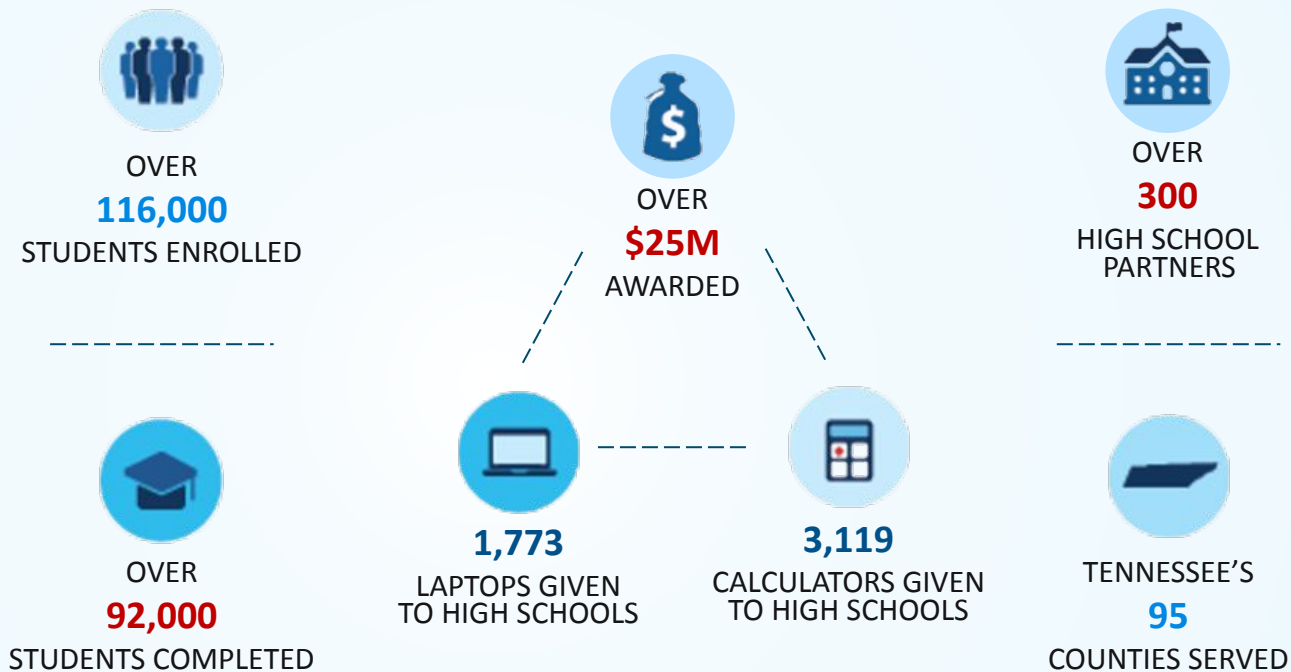 OVER
116,000
STUDENTS ENROLLED
OVER
92,000
STUDENTS COMPLETED
$
OVER
$25M
AWARDED
1,773
LAPTOPS GIVEN
TO HIGH SCHOOLS
3,119
CALCULATORS GIVEN
TO HIGH SCHOOLS
OVER
300
HIGH SCHOOL
PARTNERS
TENNESSEE’S
95
COUNTIES SERVED